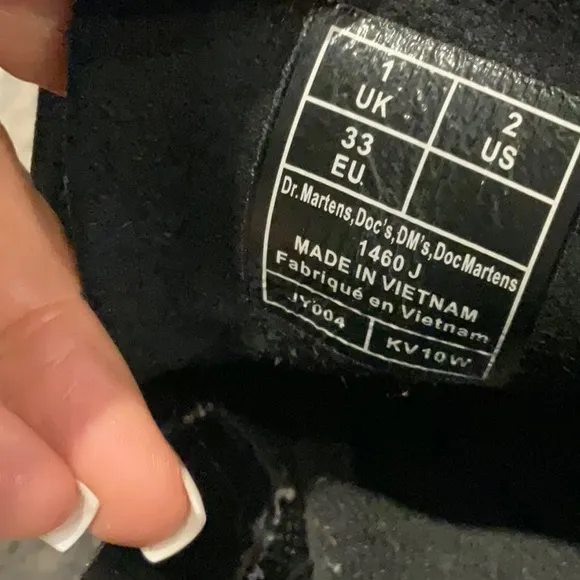 1
UK
2
US
33
EU
Dr.Martens,Doc's,DM's,DocMartens
1460 J
MADE IN VIETNAM
Fabriqué en Vietnam
JY004
KV10W